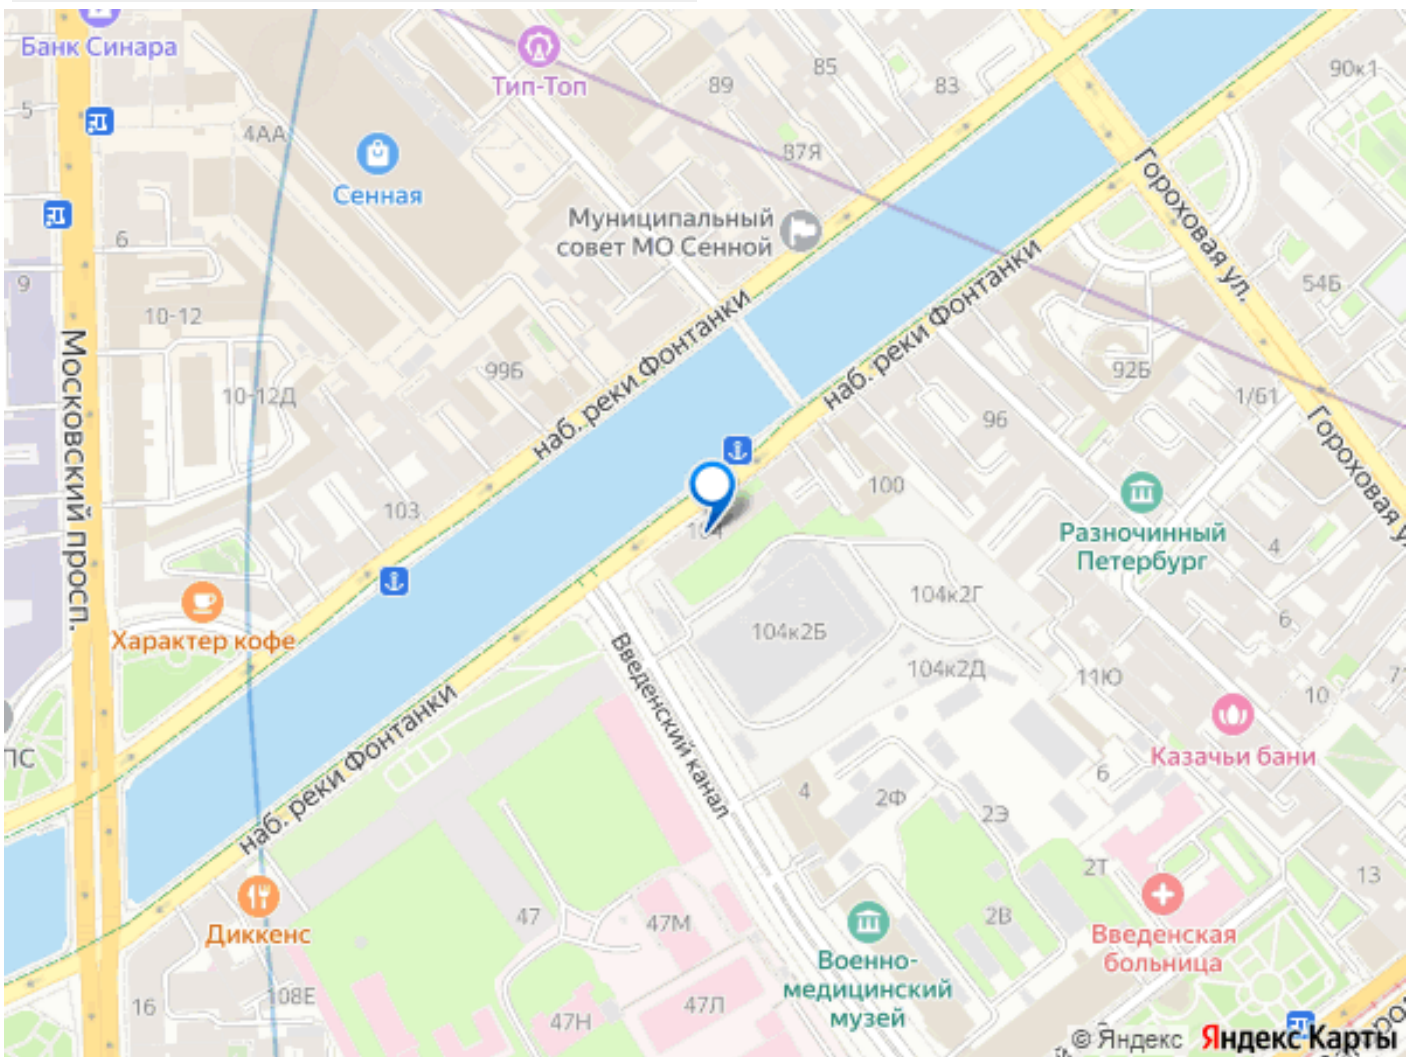 Банк Синара
5
4АА
Тип-Топ
89
85
83
90к1
87Я
Сенная
Муниципальный
совет МО Сенной
Гороховая ул.
6
9
10-12
54Б
наб. реки Фонтанки
наб. реки Фонтанки
99Б
92Б
1/61
10-12Д
Московский просп.
96
Гороховая ул
103
100
104
Разночинный
Петербург
4
Характер кофе
104к2Г
104к2Б
6
104к2Д
11Ю
10
Введенский канал
ПС
Казачьи бани
наб. реки Фонтанки
4
2Ф
6
2Э
2Т
13
Диккенс
47
47М
2В
Введенская
больница
Военно-
медицинский
музей
16
108Е
47Н
47Л
© Яндекс Яндекс Карты